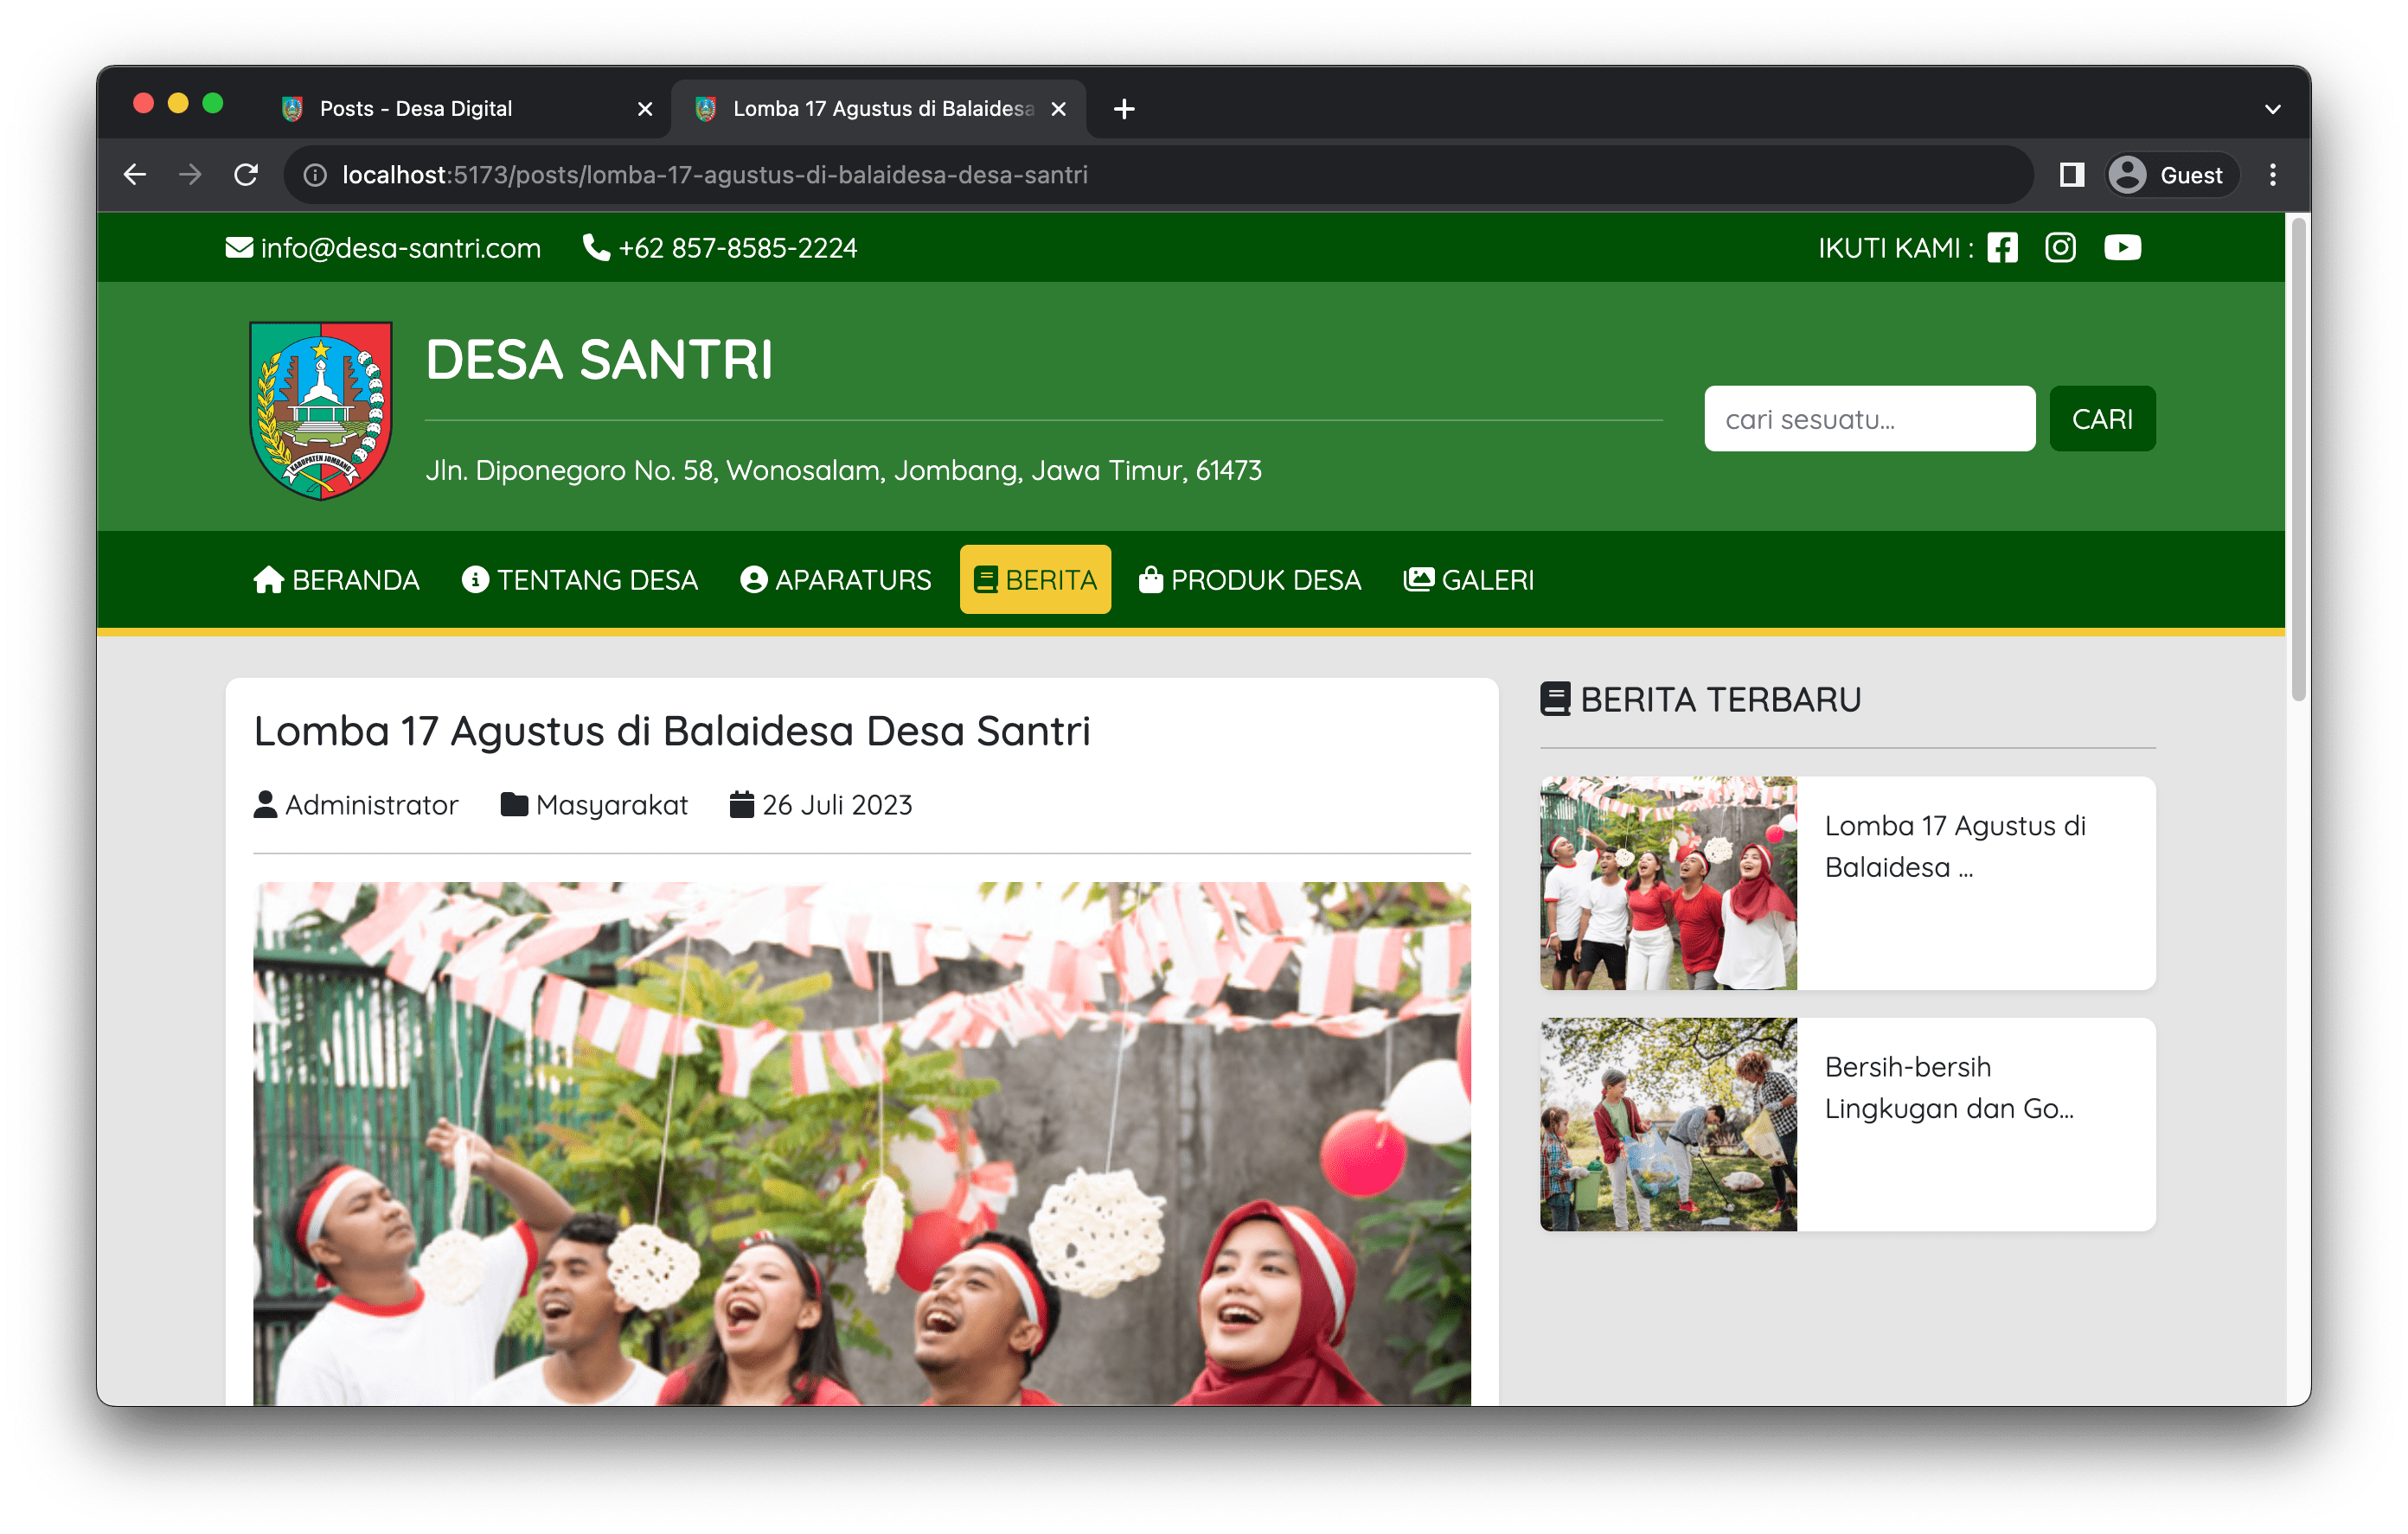 Posts - Desa Digital
Lomba 17 Agustus di Balaidesa
localhost:5173/posts/lomba-17-agustus-di-balaidesa-desa-santri
Guest
info@desa-santri.com +62 857-8585-2224
IKUTI KAMI :
DESA SANTRI
Jln. Diponegoro No. 58, Wonosalam, Jombang, Jawa Timur, 61473
KABUPATEN JOMBANG
cari sesuatu...
CARI
BERANDA TENTANG DESA APARATURS BERITA PRODUK DESA GALERI
Lomba 17 Agustus di Balaidesa Desa Santri
Administrator Masyarakat 26 Juli 2023
BERITA TERBARU
Lomba 17 Agustus di
Balaidesa ...
Bersih-bersih
Lingkugan dan Go...